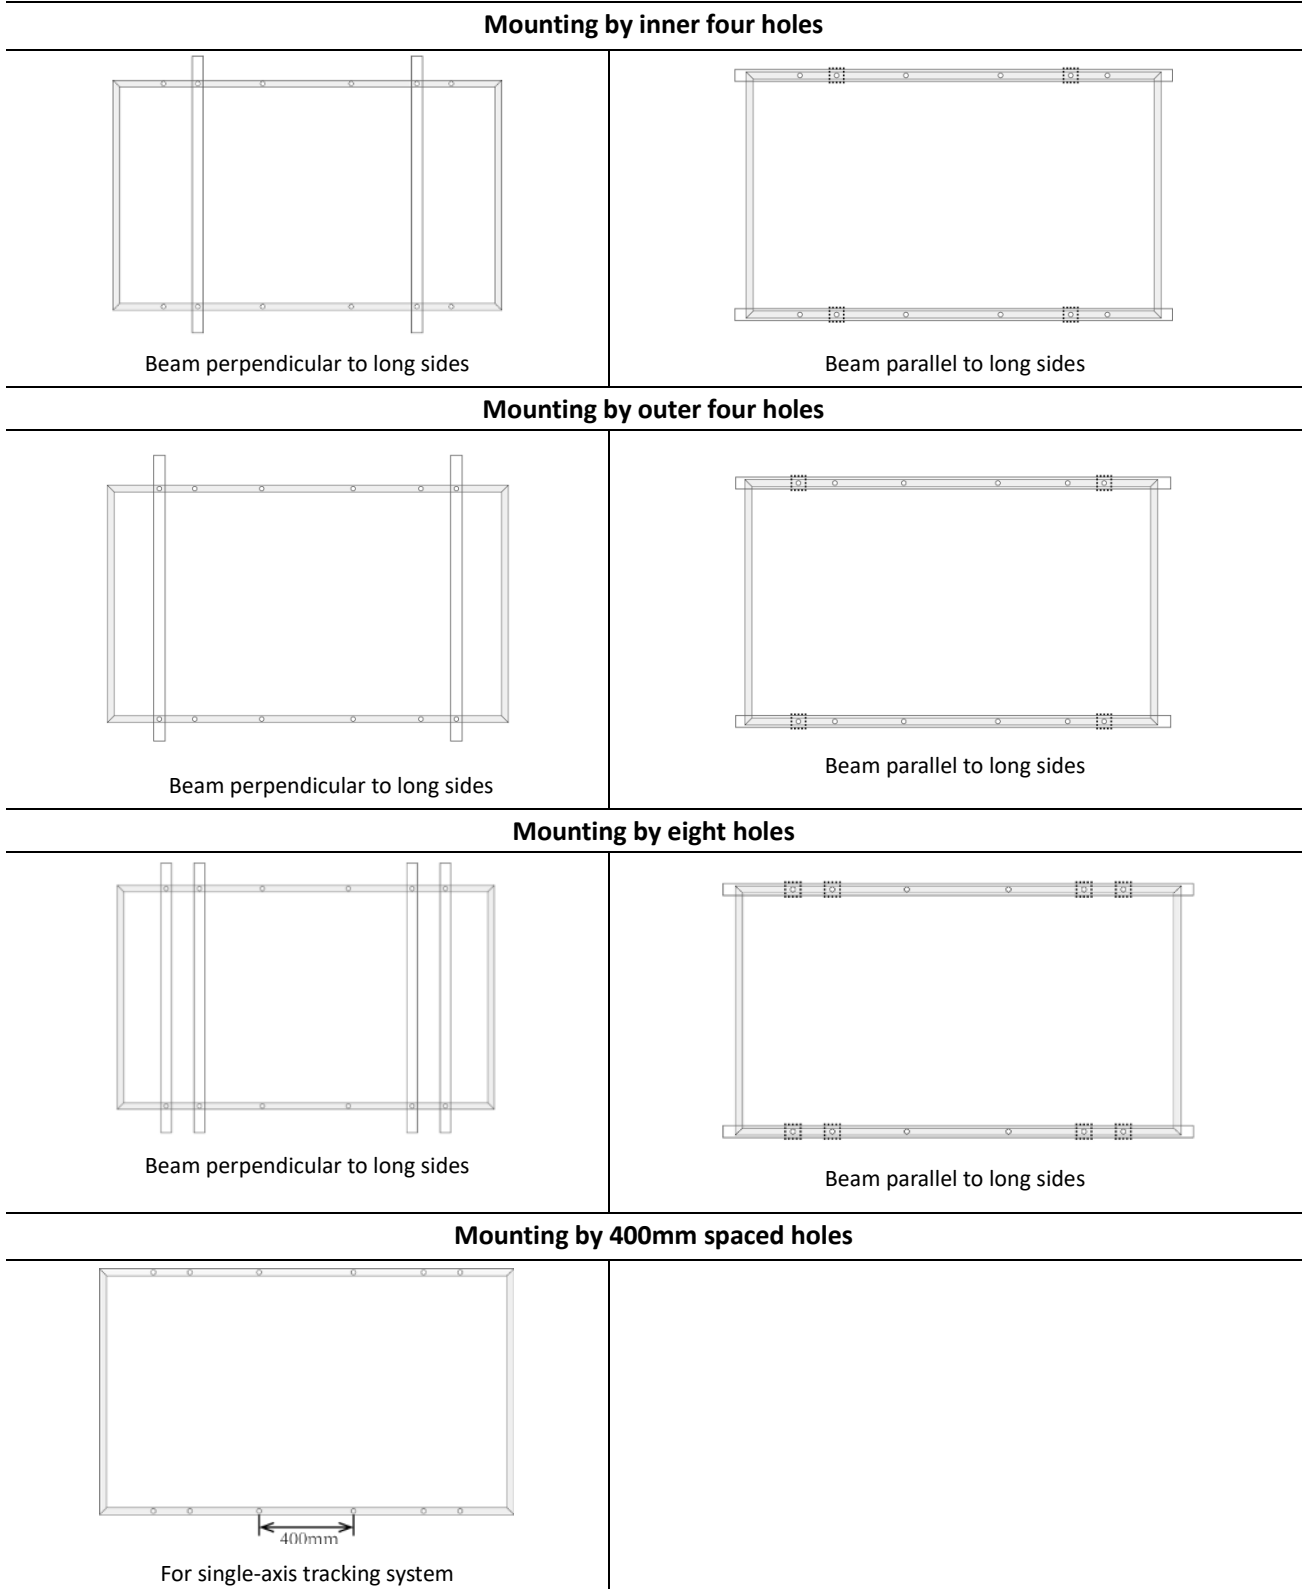 Mounting by inner four holes
Beam perpendicular to long sides
Beam parallel to long sides
Mounting by outer four holes
Beam perpendicular to long sides
Beam parallel to long sides
Mounting by eight holes
Beam perpendicular to long sides
Beam parallel to long sides
Mounting by 400mm spaced holes
400mm
For single-axis tracking system